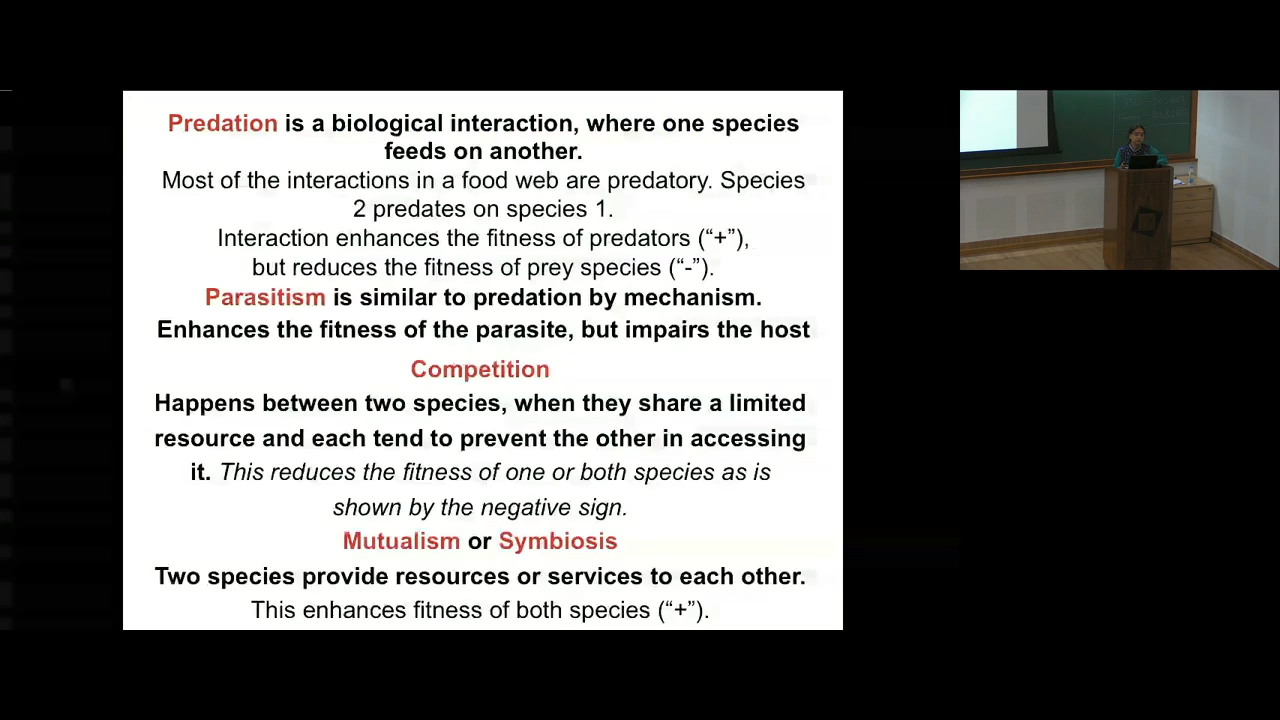 Predation is a biological interaction, where one species
feeds on another.
Most of the interactions in a food web are predatory. Species
2 predates on species 1.
Interaction enhances the fitness of predators (“+”),
but reduces the fitness of prey species (“-”).
Parasitism is similar to predation by mechanism.
Enhances the fitness of the parasite, but impairs the host
Competition
Happens between two species, when they share a limited
resource and each tend to prevent the other in accessing
it. This reduces the fitness of one or both species as is
shown by the negative sign.
Mutualism or Symbiosis
Two species provide resources or services to each other.
This enhances fitness of both species (“+”).